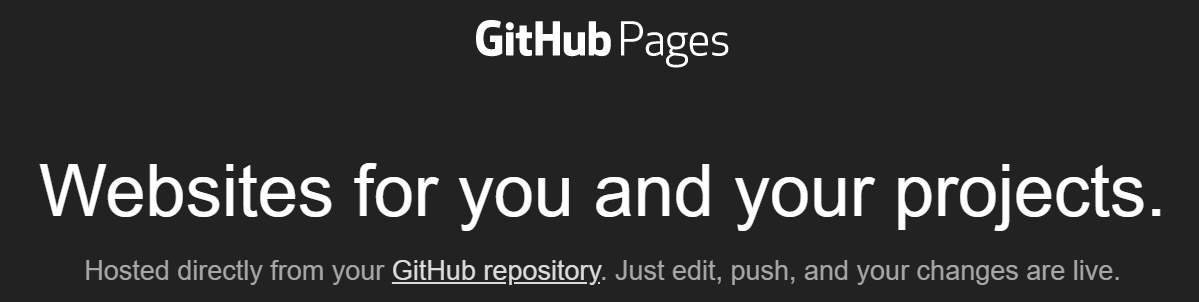 GitHub Pages
Websites for you and your projects.
Hosted directly from your GitHub repository. Just edit, push, and your changes are live.